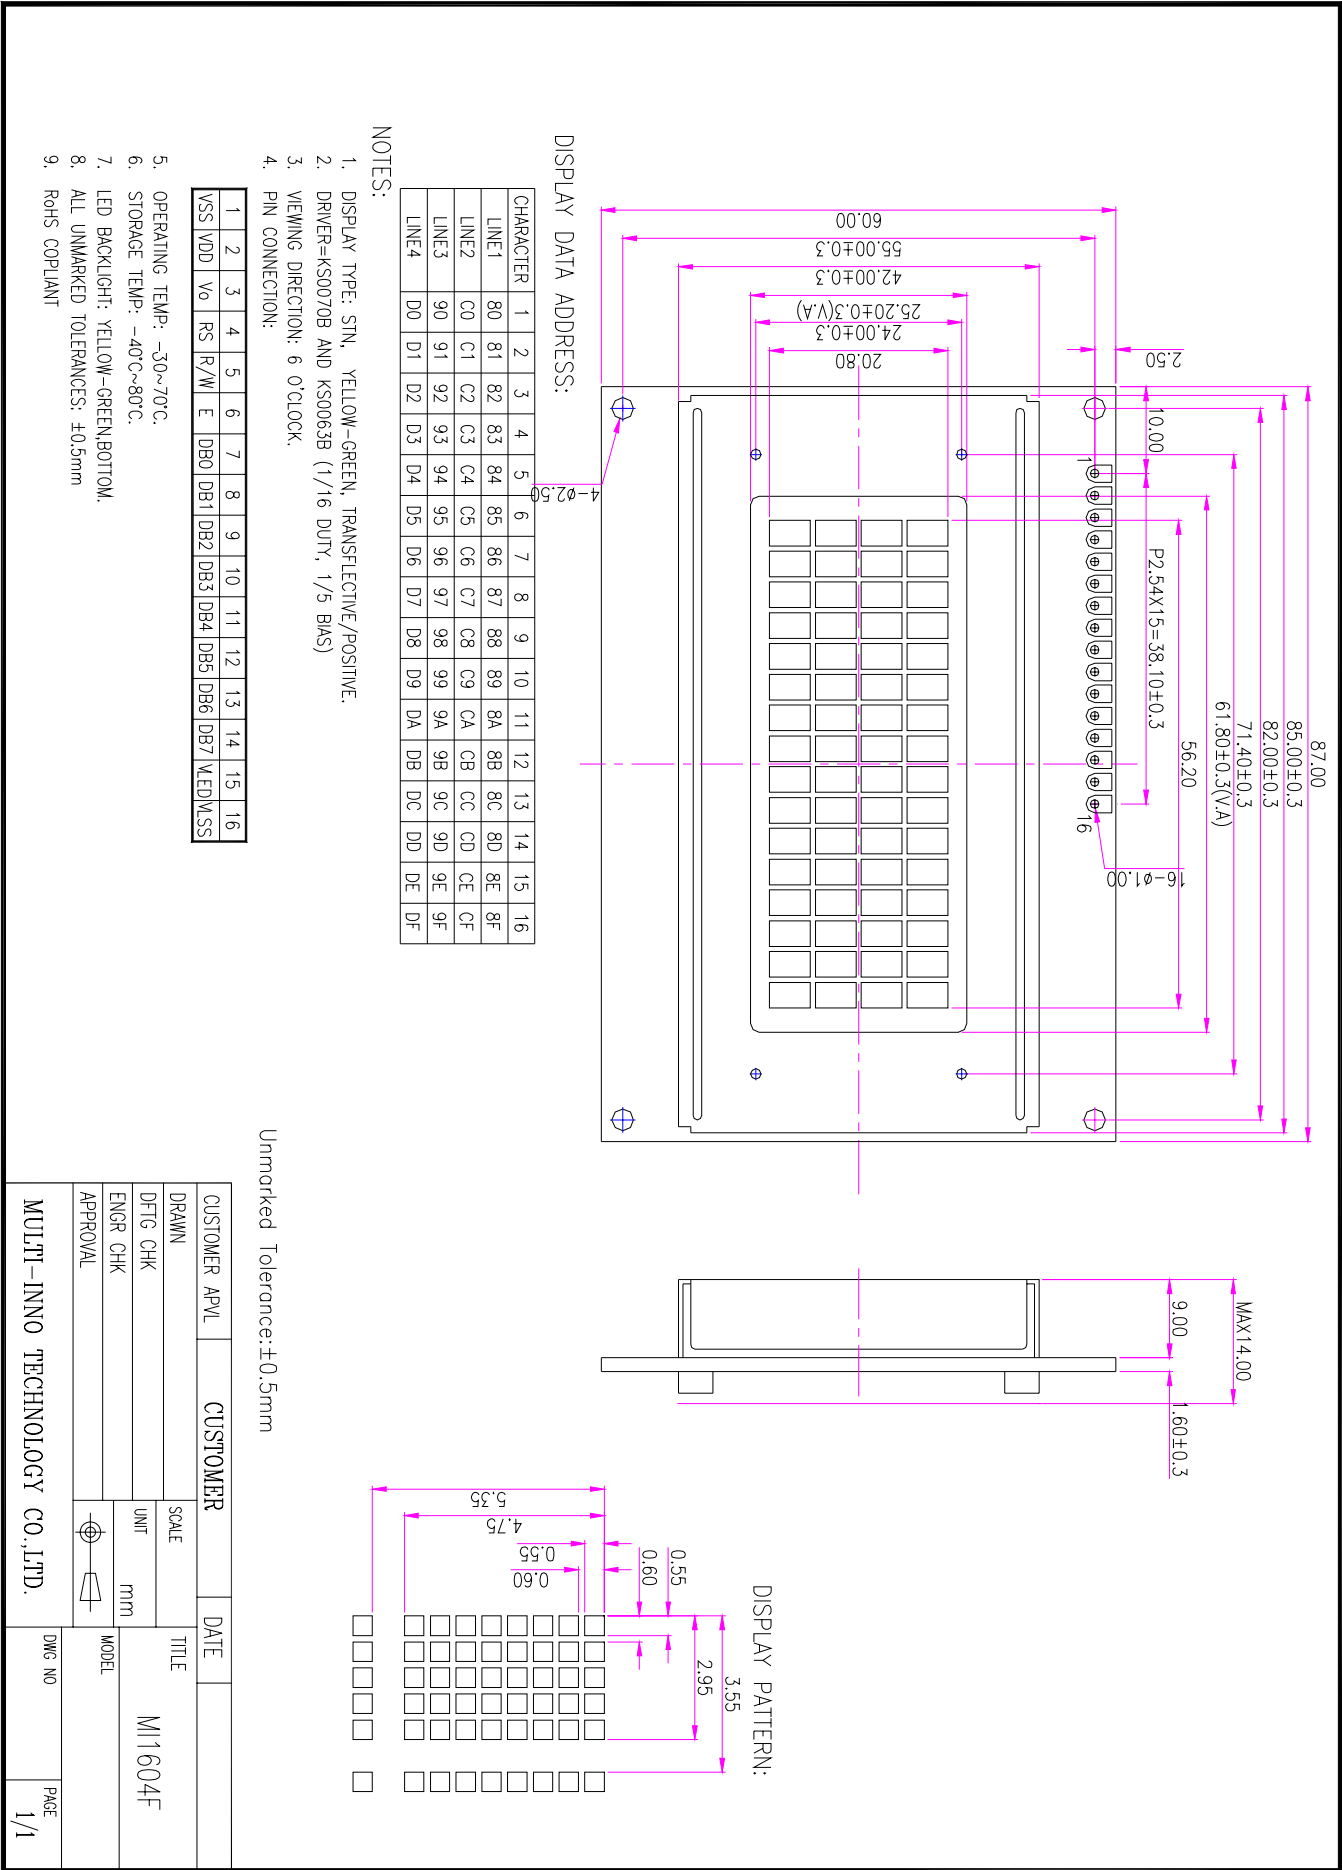 87.00
85.00±0.3
82.00±0.3
71.40±0.3
61.80±0.3(V.A)
56.20
10.00
P2.54X15=38.10±0.3
1
16
16-ø1.00
2.50
60.00
55.00±0.3
42.00±0.3
25.20±0.3(V.A)
24.00±0.3
20.80
4-ø2.50
MAX14.00
9.00
1.60±0.3
DISPLAY PATTERN:
3.55
2.95
0.55
0.60
0.60
0.55
4.75
5.35
DISPLAY DATA ADDRESS:
CHARACTER 1 2 3 4 5 6 7 8 9 10 11 12 13 14 15 16
LINE1 80 81 82 83 84 85 86 87 88 89 8A 8B 8C 8D 8E 8F
LINE2 C0 C1 C2 C3 C4 C5 C6 C7 C8 C9 CA CB CC CD CE CF
LINE3 90 91 92 93 94 95 96 97 98 99 9A 9B 9C 9D 9E 9F
LINE4 D0 D1 D2 D3 D4 D5 D6 D7 D8 D9 DA DB DC DD DE DF
NOTES:
1. DISPLAY TYPE: STN, YELLOW-GREEN, TRANSFLECTIVE/POSITIVE.
2. DRIVER=KS0070B AND KS0063B (1/16 DUTY, 1/5 BIAS)
3. VIEWING DIRECTION: 6 O'CLOCK.
4. PIN CONNECTION:
1 2 3 4 5 6 7 8 9 10 11 12 13 14 15 16
VSS VDD Vo RS R/W E DB0 DB1 DB2 DB3 DB4 DB5 DB6 DB7 VLED VLSS
5. OPERATING TEMP: -30~70°C.
6. STORAGE TEMP: -40°C~80°C.
7. LED BACKLIGHT: YELLOW-GREEN,BOTTOM.
8. ALL UNMARKED TOLERANCES: ±0.5mm
9. RoHS COPLIANT
Unmarked Tolerance:±0.5mm
CUSTOMER APVL CUSTOMER DATE
DRAWN
DFTG CHK
ENGR CHK
APPROVAL
SCALE
UNIT mm
TITLE MI1604F
MODEL
MULTI-INNO TECHNOLOGY CO.,LTD.
DWG NO
PAGE 1/1